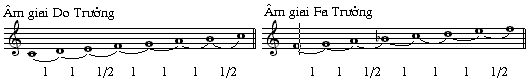 Âm giai Do Trưởng
1 1 1/2 1 1 1 1/2
Âm giai Fa Trưởng
1 1 1/2 1 1 1 1/2